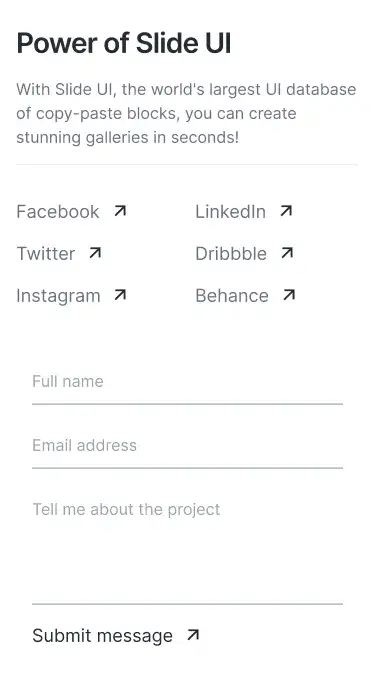 Power of Slide UI
With Slide UI, the world's largest UI database
of copy-paste blocks, you can create
stunning galleries in seconds!
Facebook
LinkedIn
Twitter
Dribbble
Instagram
Behance
Full name
Email address
Tell me about the project
Submit message